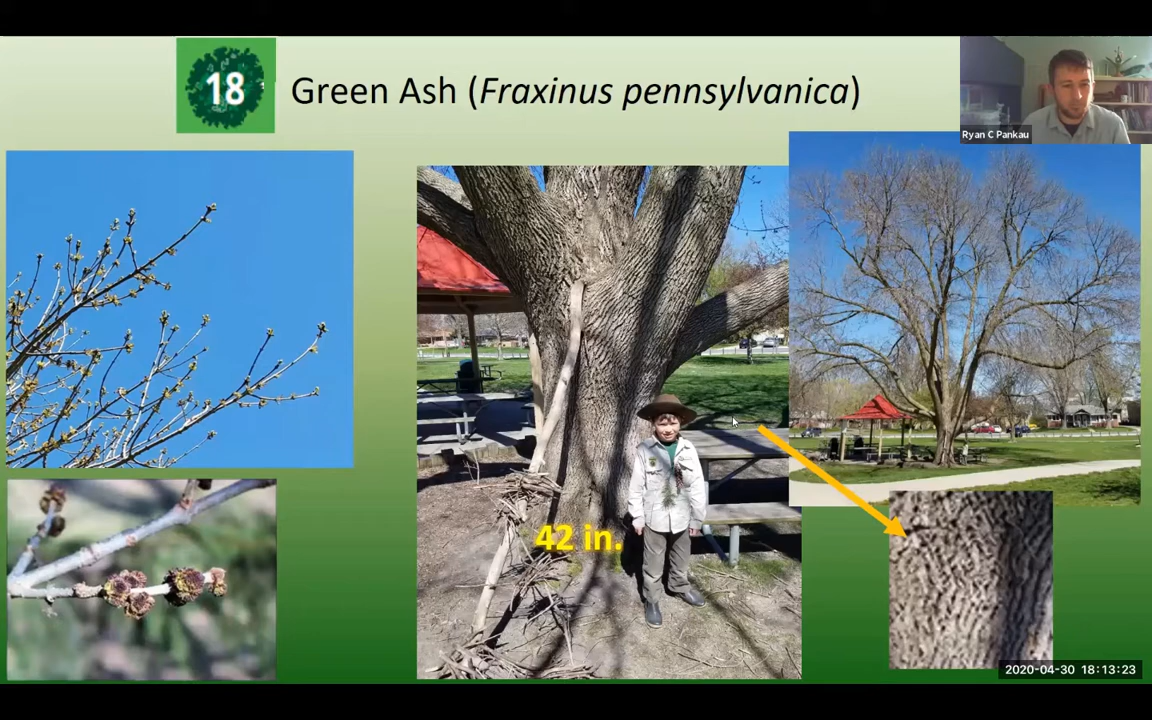 18
Green Ash (Fraxinus pennsylvanica)
Ryan C Pankau
42 in.
2020-04-30 18:13:23